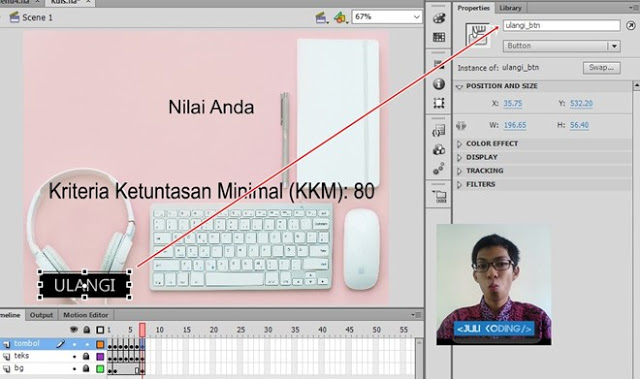 Kuis.fla*
Scene 1
67%
Nilai Anda
Kriteria Ketuntasan Minimal (KKM): 80
ULANGI
Timeline
Output
Motion Editor
1 5 10 15 20 25 30 35 40 45 50 55
tombol
teks
bg
Properties
Library
ulangi_btn
Button
Instance of: ulangi_btn
Swap...
POSITION AND SIZE
X: 35.75
Y: 532.20
W: 196.65
H: 56.40
COLOR EFFECT
DISPLAY
TRACKING
FILTERS
<JULI KODING/>